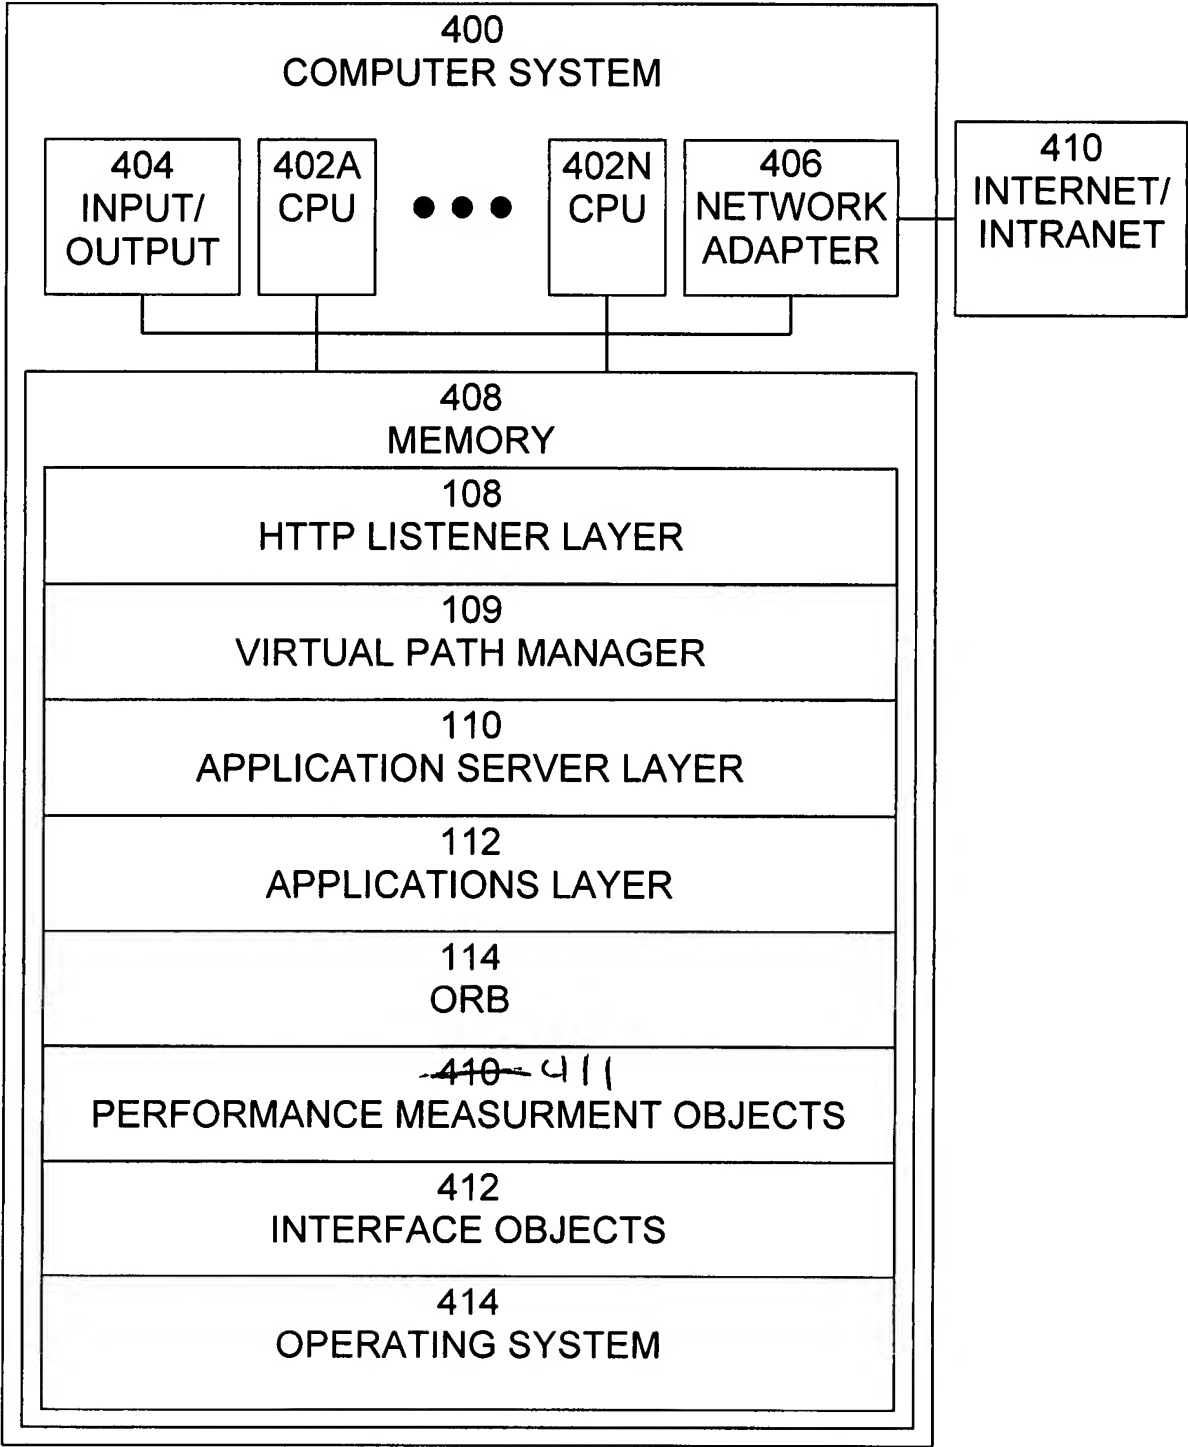 400
COMPUTER SYSTEM
404
INPUT/
OUTPUT
402A
CPU
402N
CPU
406
NETWORK
ADAPTER
410
INTERNET/
INTRANET
408
MEMORY
108
HTTP LISTENER LAYER
109
VIRTUAL PATH MANAGER
110
APPLICATION SERVER LAYER
112
APPLICATIONS LAYER
114
ORB
410 411
PERFORMANCE MEASURMENT OBJECTS
412
INTERFACE OBJECTS
414
OPERATING SYSTEM